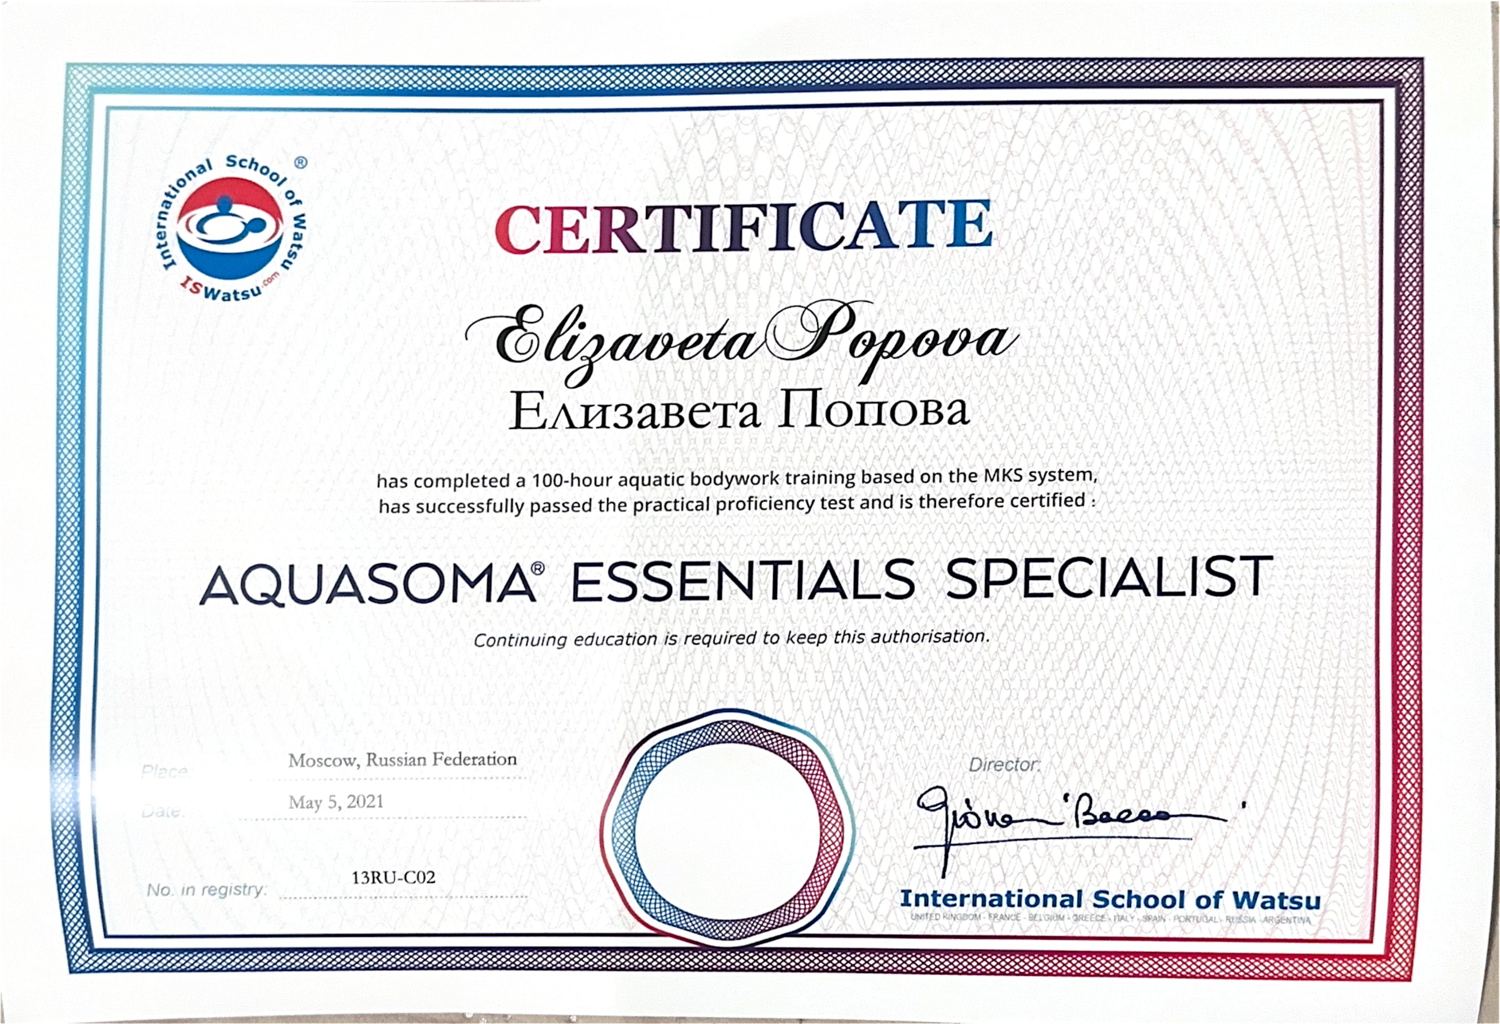 International School of Watsu ®
ISWatsu.com
CERTIFICATE
Elizaveta Popova
Елизавета Попова
has completed a 100-hour aquatic bodywork training based on the MKS system,
has successfully passed the practical proficiency test and is therefore certified :
AQUASOMA® ESSENTIALS SPECIALIST
Continuing education is required to keep this authorisation.
Place: Moscow, Russian Federation
Date: May 5, 2021
No. in registry: 13RU-C02
Director:
International School of Watsu
UNITED KINGDOM - FRANCE - BELGIUM - GREECE - ITALY - SPAIN - PORTUGAL - RUSSIA - ARGENTINA